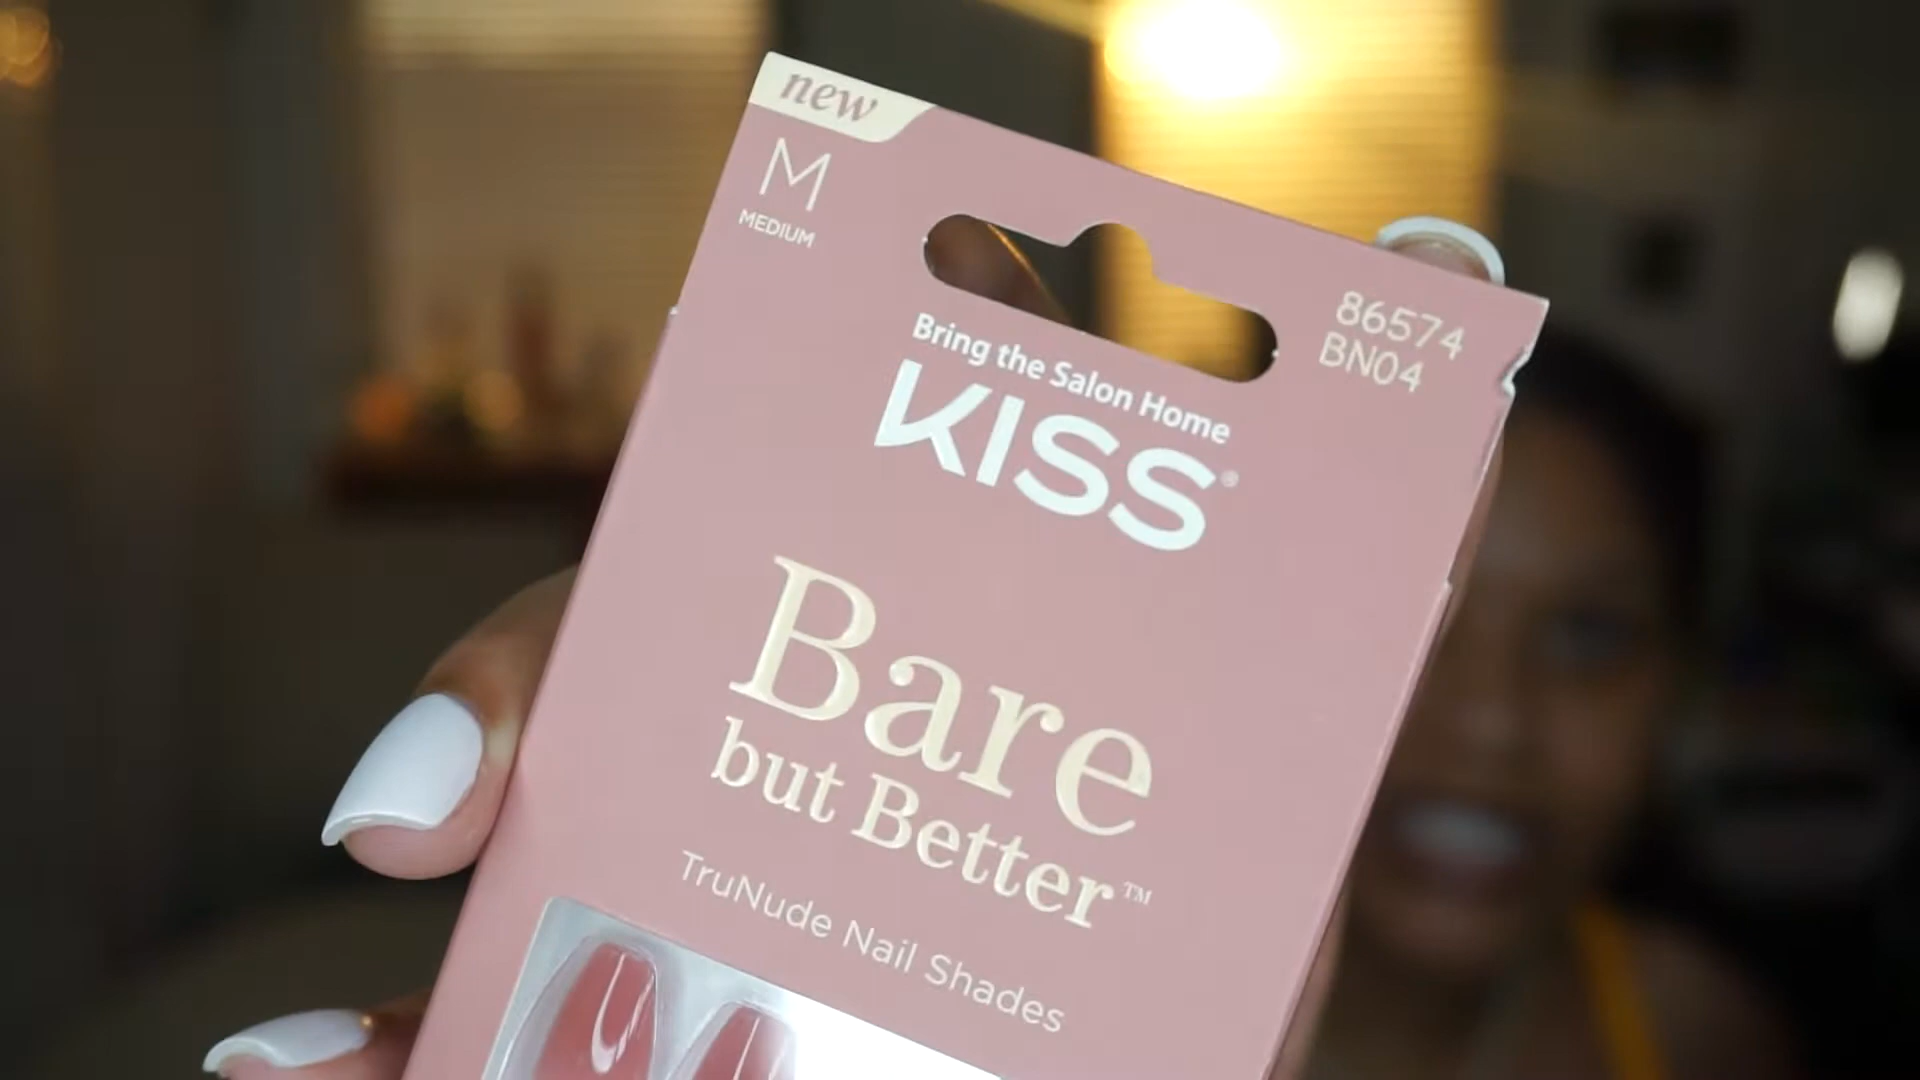 new
M
MEDIUM
86574
BN04
Bring the Salon Home
KISS®
Bare
but Better™
TruNude Nail Shades